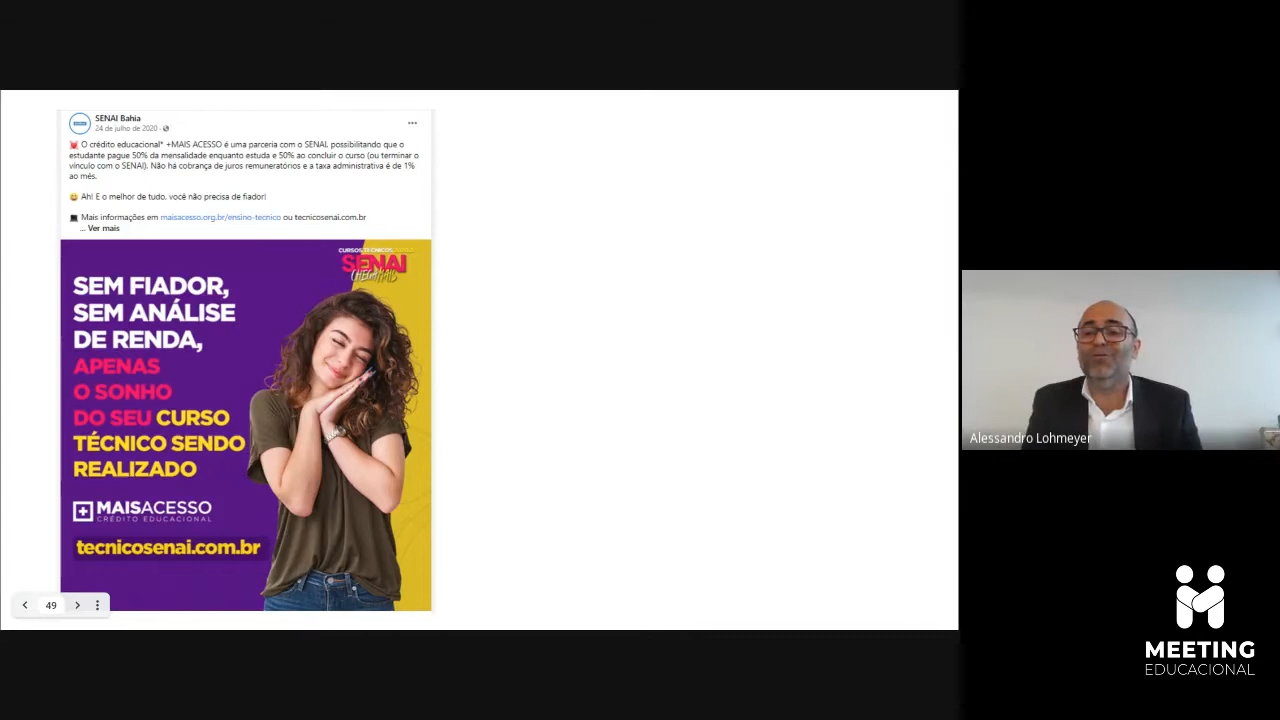 SENAI Bahia
24 de julho de 2020 ·
O crédito educacional* +MAIS ACESSO é uma parceria com o SENAI, possibilitando que o
estudante pague 50% da mensalidade enquanto estuda e 50% ao concluir o curso (ou terminar o
vínculo com o SENAI). Não há cobrança de juros remuneratórios e a taxa administrativa é de 1%
ao mês.
Ah! E o melhor de tudo, você não precisa de fiador!
Mais informações em maisacesso.org.br/ensino-tecnico ou tecnicosenai.com.br
... Ver mais
CURSOS TÉCNICOS
SENAI
CHEGA MAIS
SEM FIADOR,
SEM ANÁLISE
DE RENDA,
APENAS
O SONHO
DO SEU CURSO
TÉCNICO SENDO
REALIZADO
MAISACESSO
CRÉDITO EDUCACIONAL
tecnicosenai.com.br
49
Alessandro Lohmeyer
MEETING
EDUCACIONAL